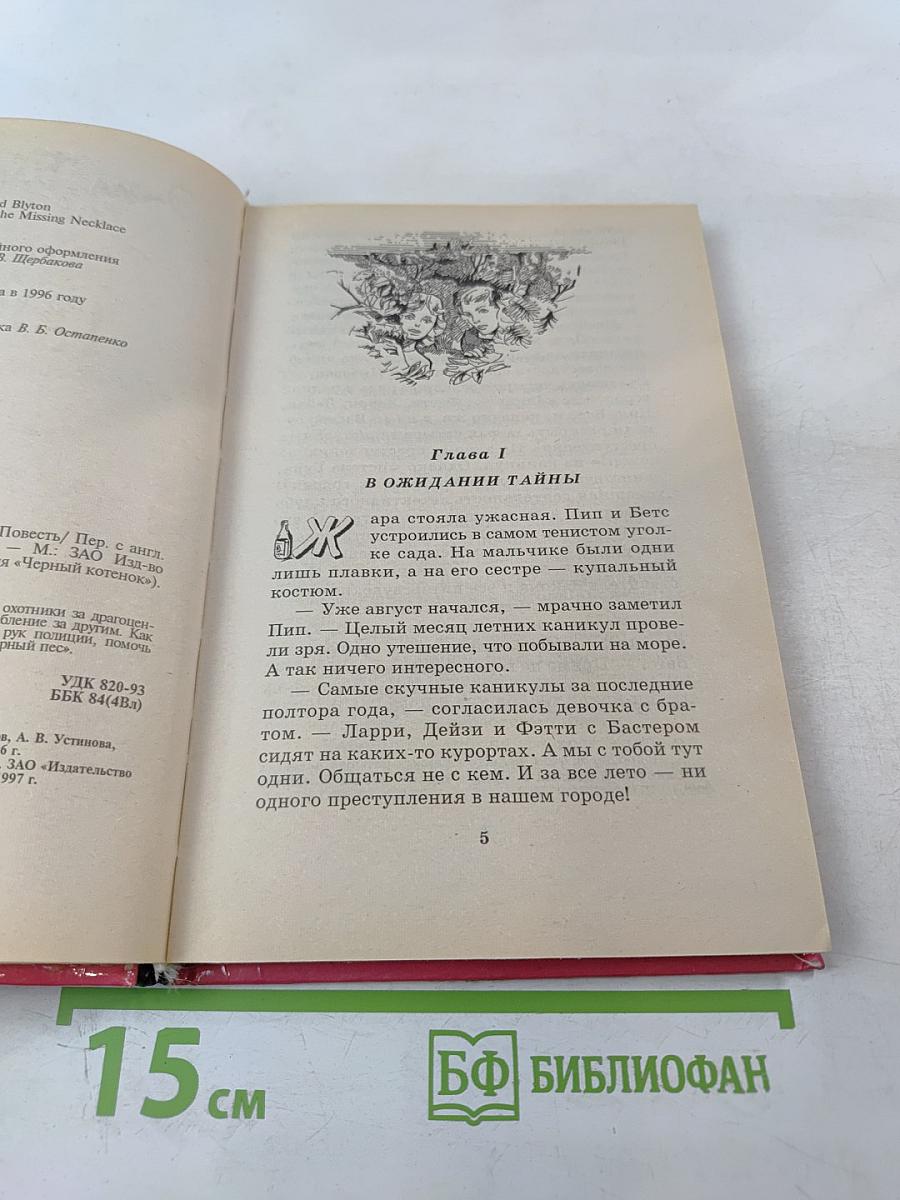 d Blyton
he Missing Necklace
йного оформления
В. Щербакова
а в 1996 году
ка В. Б. Остапенко
Повесть/ Пер. с англ.
— М.: ЗАО Изд-во
я «Черный котенок»).
охотники за драгоцен-
бление за другим. Как
рук полиции, помочь
рный пес».
УДК 820-93
ББК 84(4Вл)
ов, А. В. Устинова,
6 г.
. ЗАО «Издательство
997 г.
Глава I
В ОЖИДАНИИ ТАЙНЫ
Жара стояла ужасная. Пип и Бетс
устроились в самом тенистом угол-
ке сада. На мальчике были одни
лишь плавки, а на его сестре — купальный
костюм.
— Уже август начался, — мрачно заметил
Пип. — Целый месяц летних каникул прове-
ли зря. Одно утешение, что побывали на море.
А так ничего интересного.
— Самые скучные каникулы за последние
полтора года, — согласилась девочка с бра-
том. — Ларри, Дейзи и Фэтти с Бастером
сидят на каких-то курортах. А мы с тобой тут
одни. Общаться не с кем. И за все лето — ни
одного преступления в нашем городе!
5
15 см
БФ БИБЛИОФАН